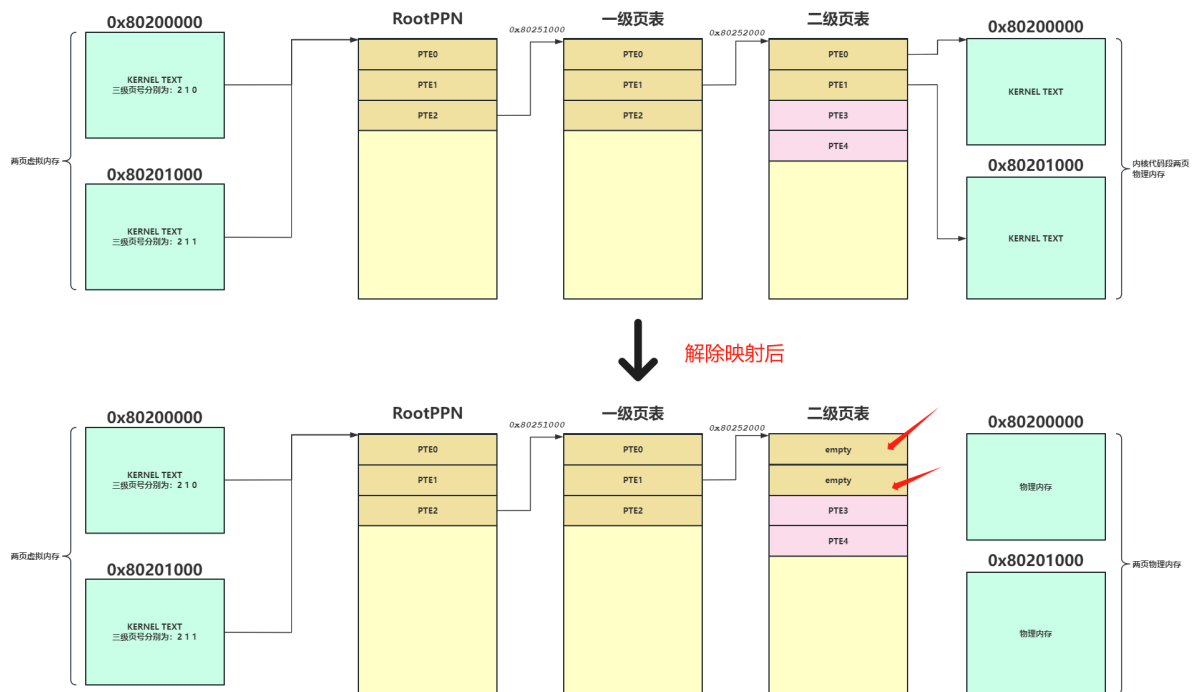 0x80200000
KERNEL TEXT
三级页号分别为：2 1 0
0x80201000
KERNEL TEXT
三级页号分别为：2 1 1
两页虚拟内存
RootPPN
PTE0
PTE1
PTE2
0x80251000
一级页表
PTE0
PTE1
PTE2
0x80252000
二级页表
PTE0
PTE1
PTE3
PTE4
0x80200000
KERNEL TEXT
0x80201000
KERNEL TEXT
内核代码段两页
物理内存
解除映射后
0x80200000
KERNEL TEXT
三级页号分别为：2 1 0
0x80201000
KERNEL TEXT
三级页号分别为：2 1 1
两页虚拟内存
RootPPN
PTE0
PTE1
PTE2
0x80251000
一级页表
PTE0
PTE1
PTE2
0x80252000
二级页表
empty
empty
PTE3
PTE4
0x80200000
物理内存
0x80201000
物理内存
两页物理内存